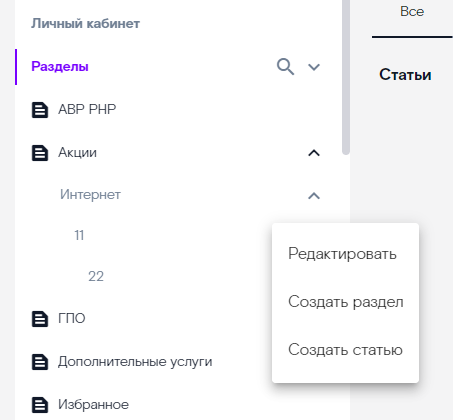 Личный кабинет
Все
Разделы
Статьи
АВР PHP
Акции
Интернет
11
Редактировать
22
Создать раздел
ГПО
Создать статью
Дополнительные услуги
Избранное